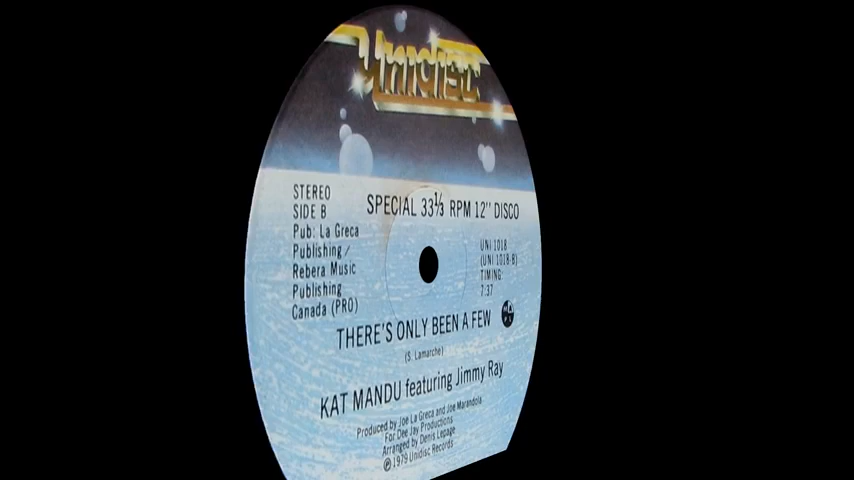 Unidisc
STEREO
SIDE B
Pub: La Greca
Publishing /
Rebera Music
Publishing
Canada (PRO)
SPECIAL 33⅓ RPM 12" DISCO
UNI 1018
(UNI 1018-B)
TIMING:
7:37
THERE'S ONLY BEEN A FEW
(S. Lamarche)
KAT MANDU featuring Jimmy Ray
Produced by Joe La Greca and Joe Marandola
For Dee Jay Productions
Arranged by Denis Lepage
℗ 1979 Unidisc Records